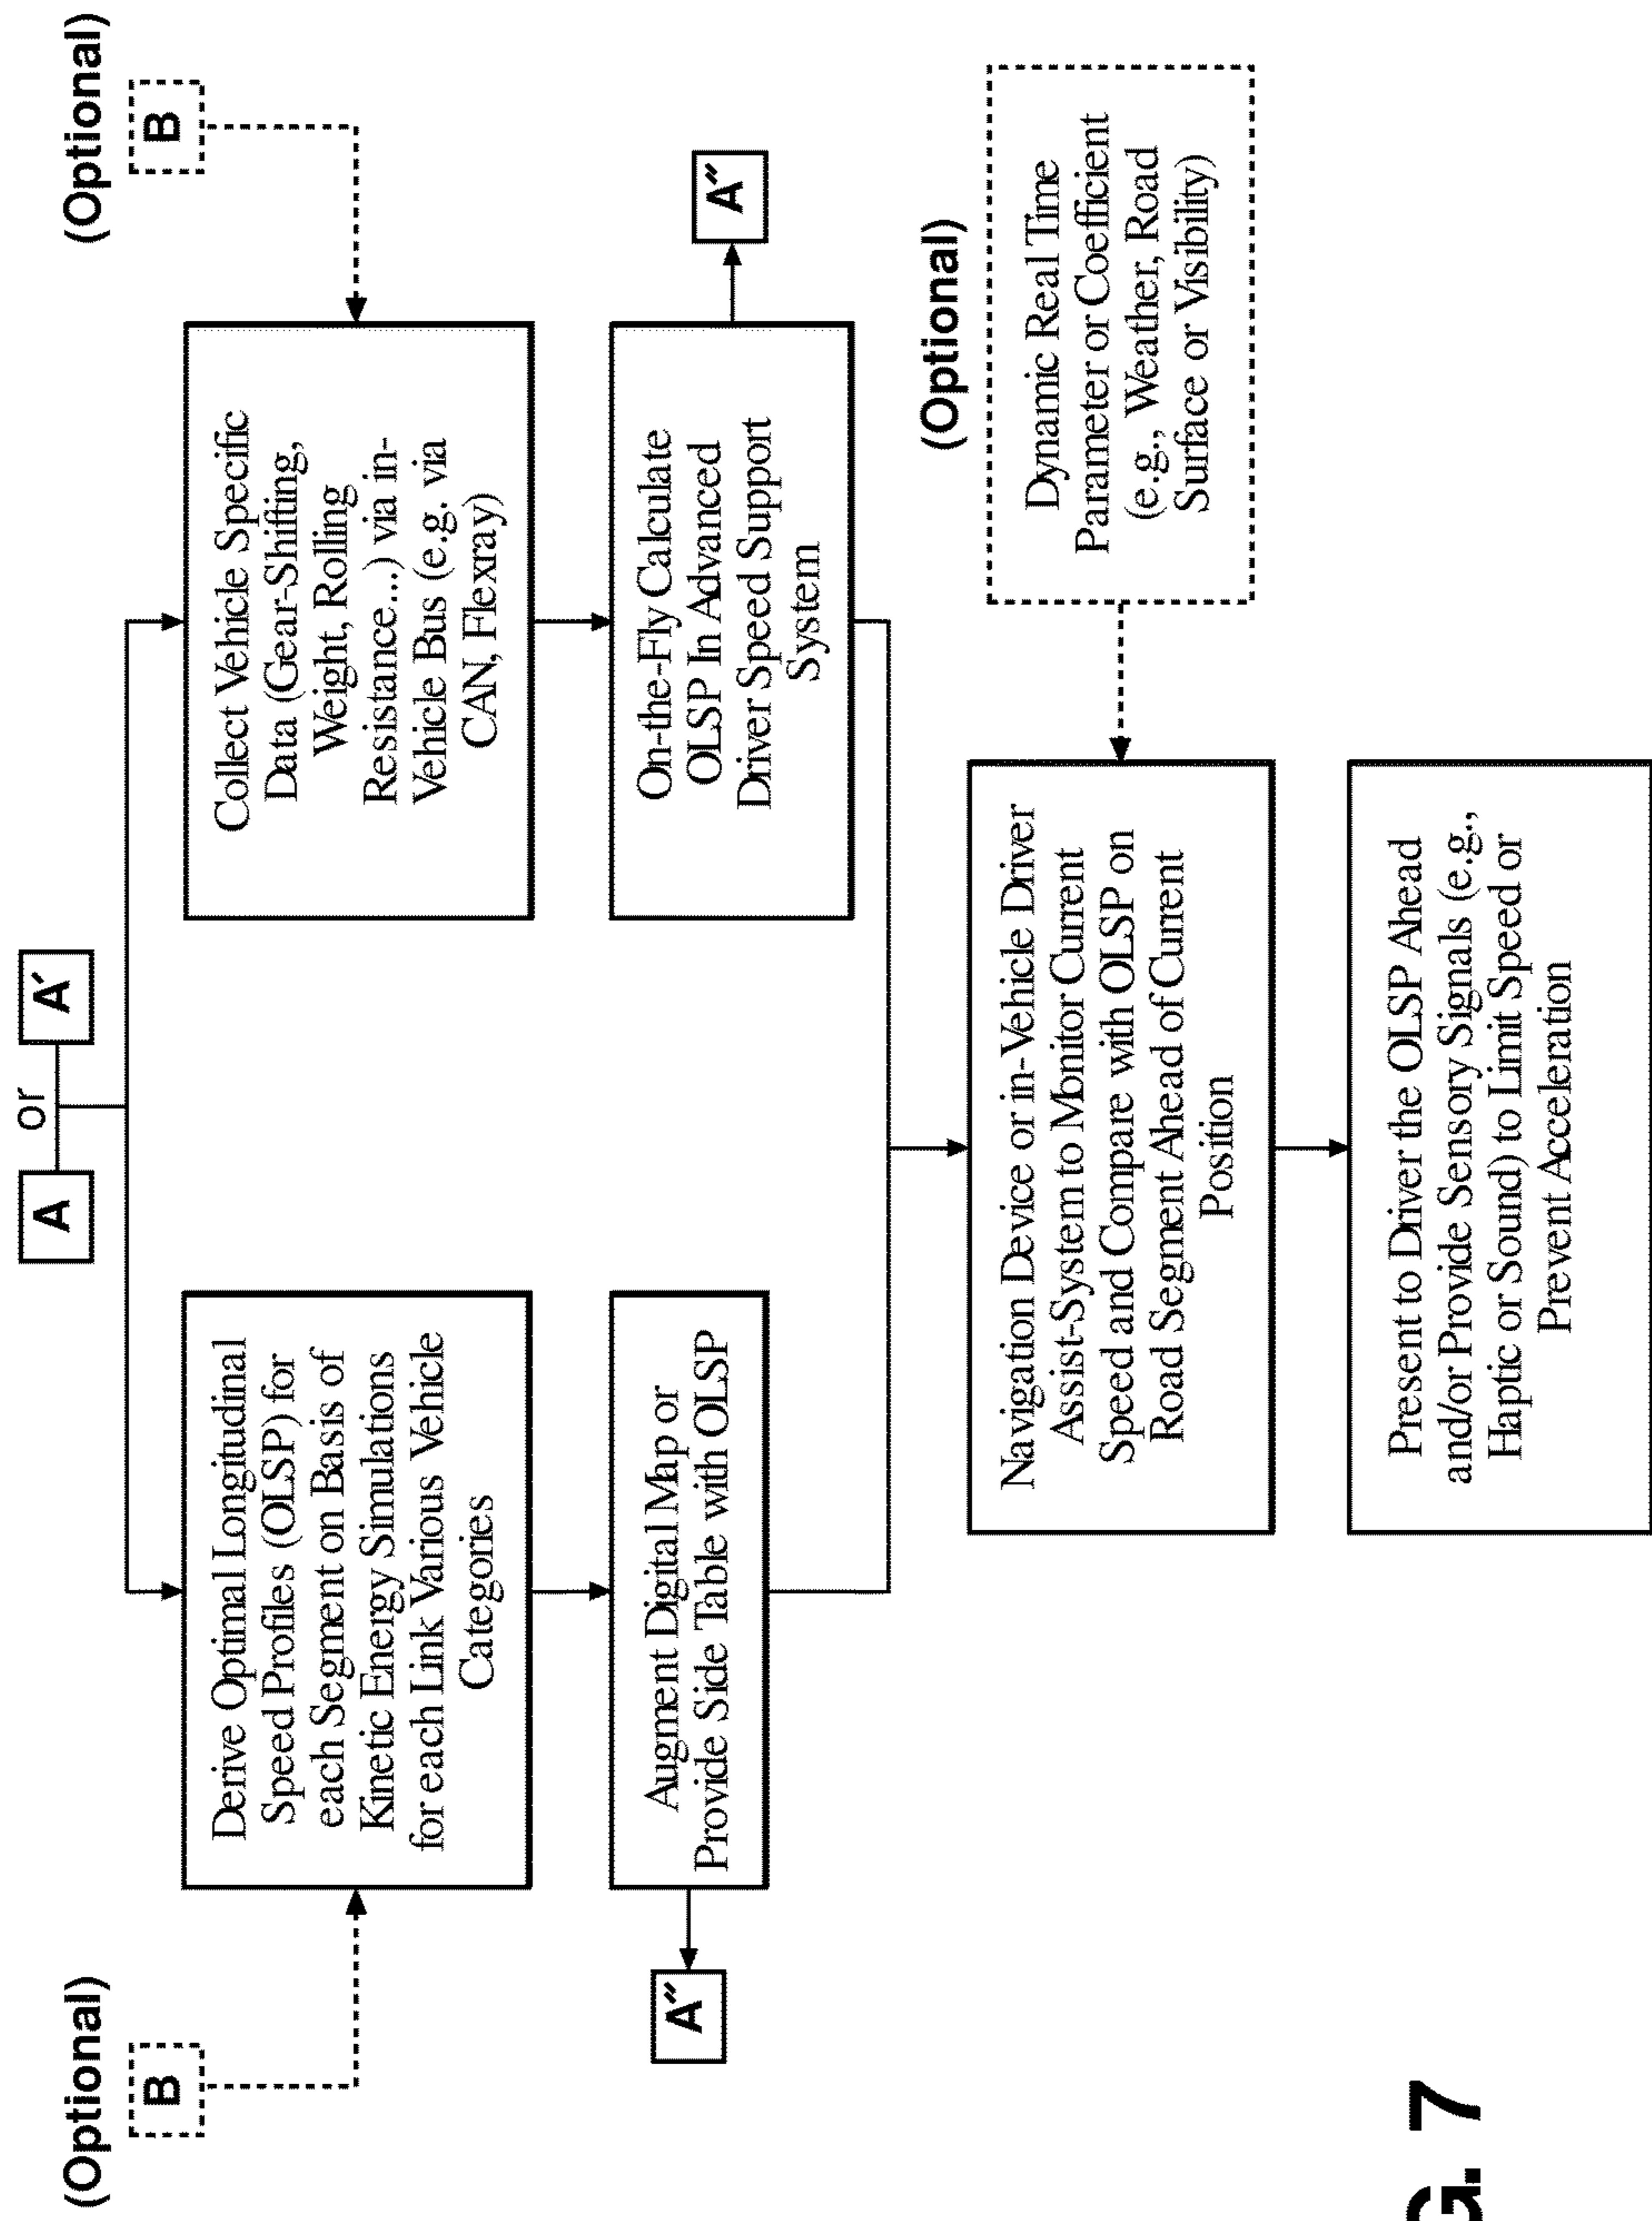 A
or
A′
(Optional)
B
(Optional)
B
Derive Optimal Longitudinal
Speed Profiles (OLSP) for
each Segment on Basis of
Kinetic Energy Simulations
for each Link Various Vehicle
Categories
Collect Vehicle Specific
Data (Gear-Shifting,
Weight, Rolling
Resistance...) via in-
Vehicle Bus (e.g. via
CAN, Flexray)
A″
Augment Digital Map or
Provide Side Table with OLSP
On-the-Fly Calculate
OLSP In Advanced
Driver Speed Support
System
A″
Navigation Device or in-Vehicle Driver
Assist-System to Monitor Current
Speed and Compare with OLSP on
Road Segment Ahead of Current
Position
(Optional)
Dynamic Real Time
Parameter or Coefficient
(e.g., Weather, Road
Surface or Visibility)
Present to Driver the OLSP Ahead
and/or Provide Sensory Signals (e.g.,
Haptic or Sound) to Limit Speed or
Prevent Acceleration
G. 7